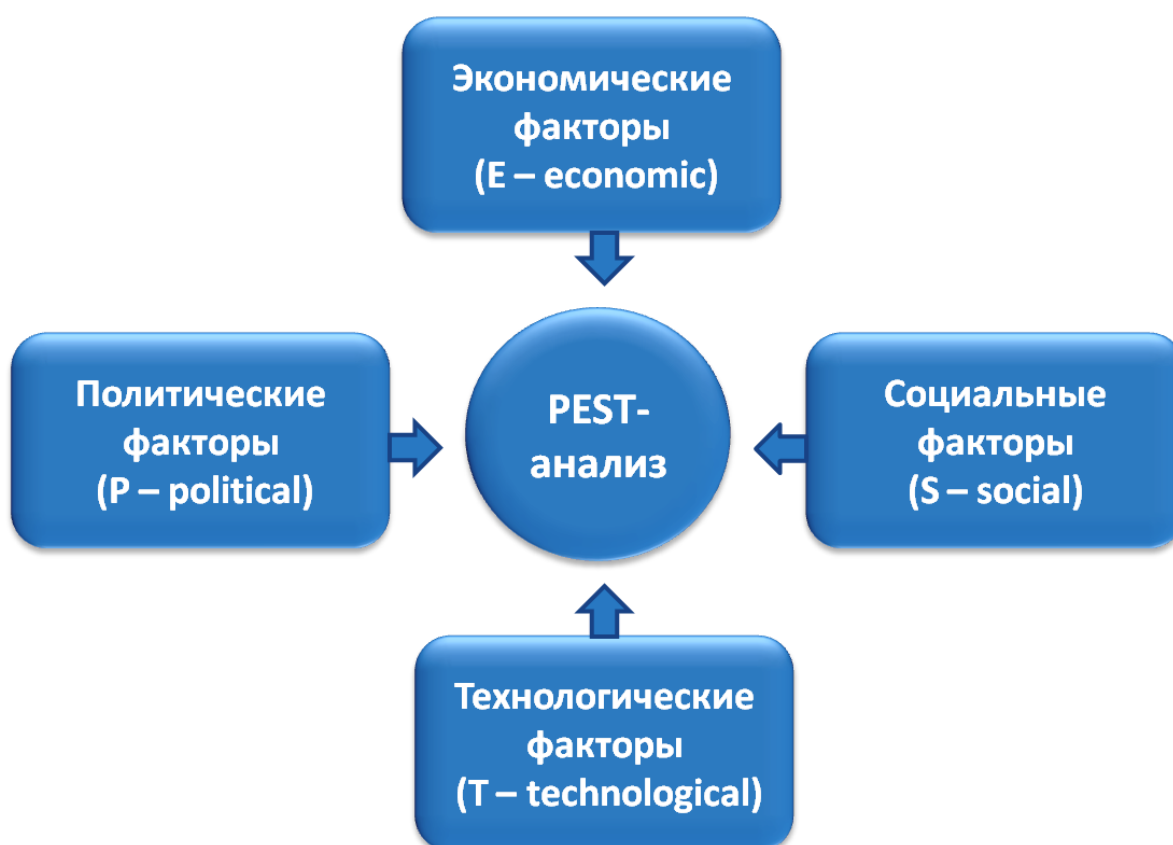 Экономические
факторы
(E – economic)
Политические
факторы
(P – political)
PEST-
анализ
Социальные
факторы
(S – social)
Технологические
факторы
(T – technological)